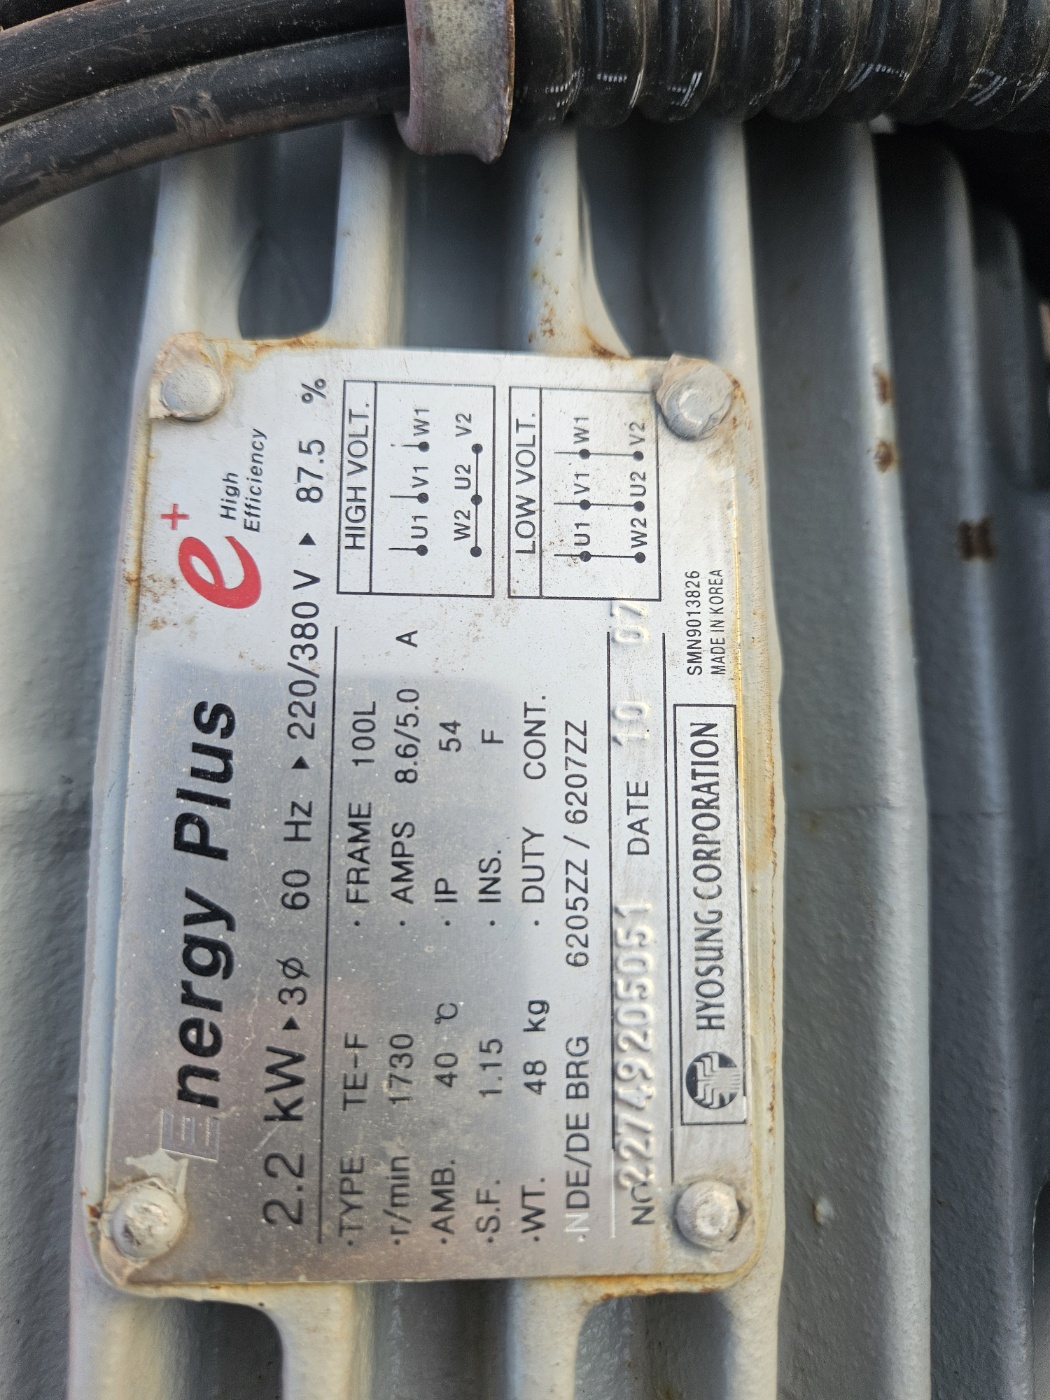 Energy Plus e+ High Efficiency
2.2 kW ▸ 3ø 60 Hz ▸ 220/380 V ▸ 87.5 %
·TYPE TE-F · FRAME 100L
·r/min 1730 · AMPS 8.6/5.0 A
·AMB. 40 ℃ · IP 54
·S.F. 1.15 · INS. F
·WT. 48 kg · DUTY CONT.
·NDE/DE BRG 6205ZZ / 6207ZZ
NO DATE 10 07
HIGH VOLT.
U1 V1 W1
W2 U2 V2
LOW VOLT.
U1 V1 W1
W2 U2 V2
HYOSUNG CORPORATION
SMN9013826
MADE IN KOREA